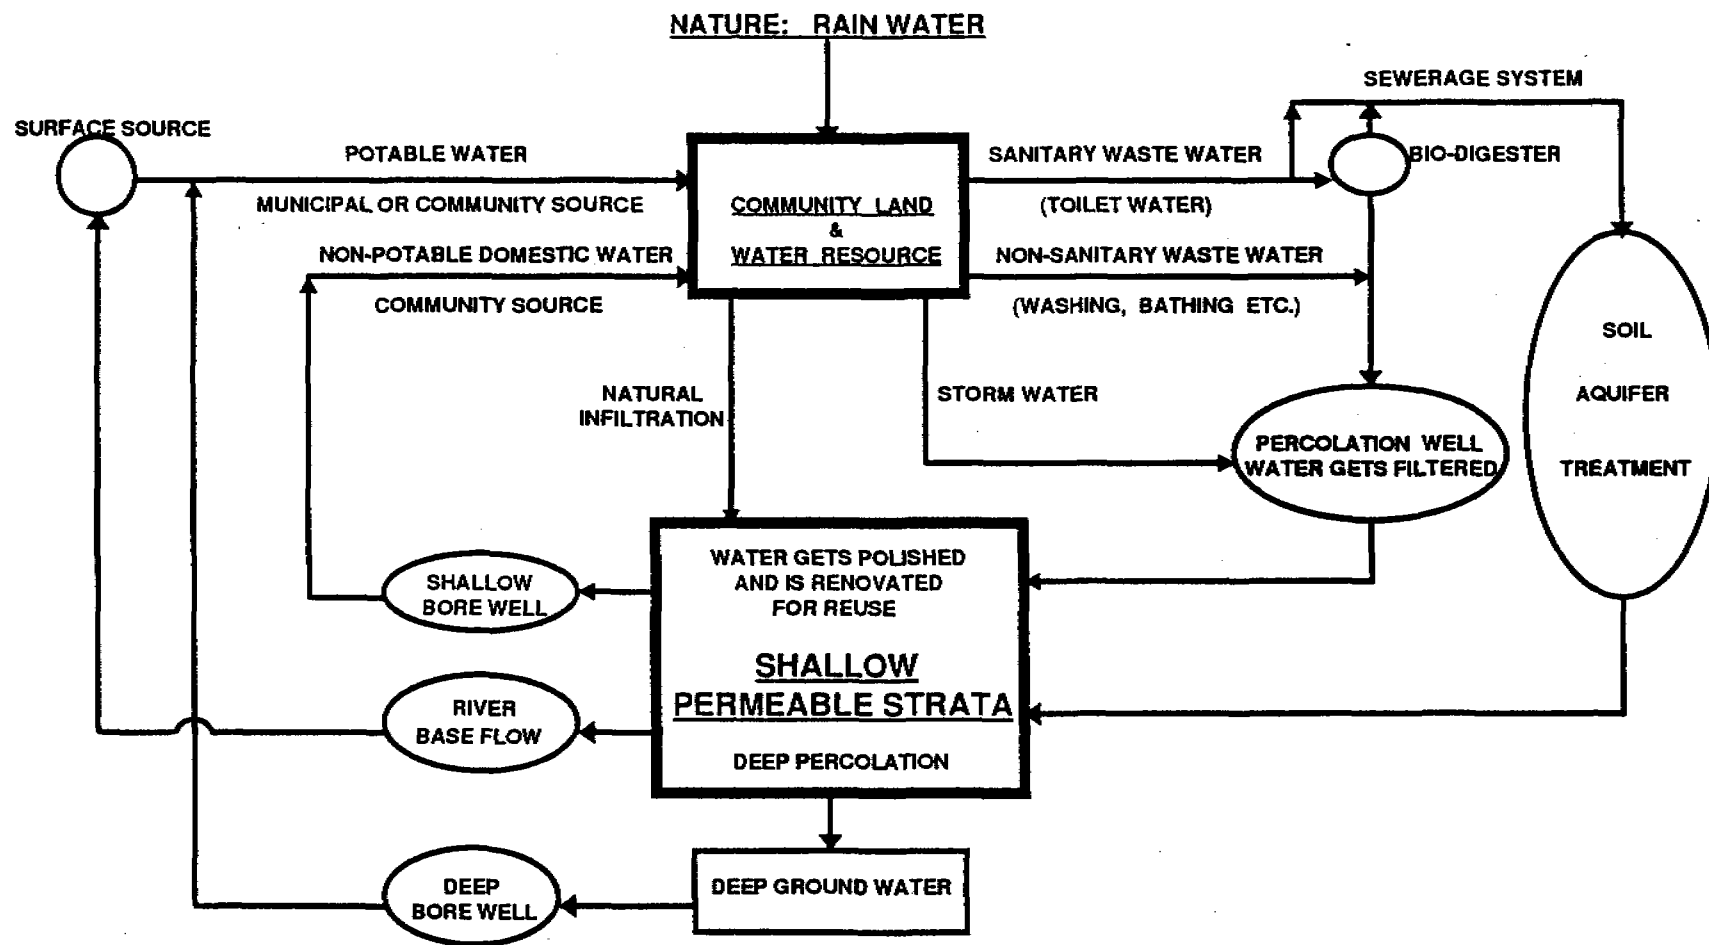 NATURE: RAIN WATER
SEWERAGE SYSTEM
SURFACE SOURCE
POTABLE WATER
MUNICIPAL OR COMMUNITY SOURCE
SANITARY WASTE WATER
(TOILET WATER)
BIO-DIGESTER
COMMUNITY LAND
&
WATER RESOURCE
NON-POTABLE DOMESTIC WATER
COMMUNITY SOURCE
NON-SANITARY WASTE WATER
(WASHING, BATHING ETC.)
SOIL
AQUIFER
TREATMENT
NATURAL
INFILTRATION
STORM WATER
PERCOLATION WELL
WATER GETS FILTERED
WATER GETS POLISHED
AND IS RENOVATED
FOR REUSE
SHALLOW
PERMEABLE STRATA
DEEP PERCOLATION
SHALLOW
BORE WELL
RIVER
BASE FLOW
DEEP
BORE WELL
DEEP GROUND WATER